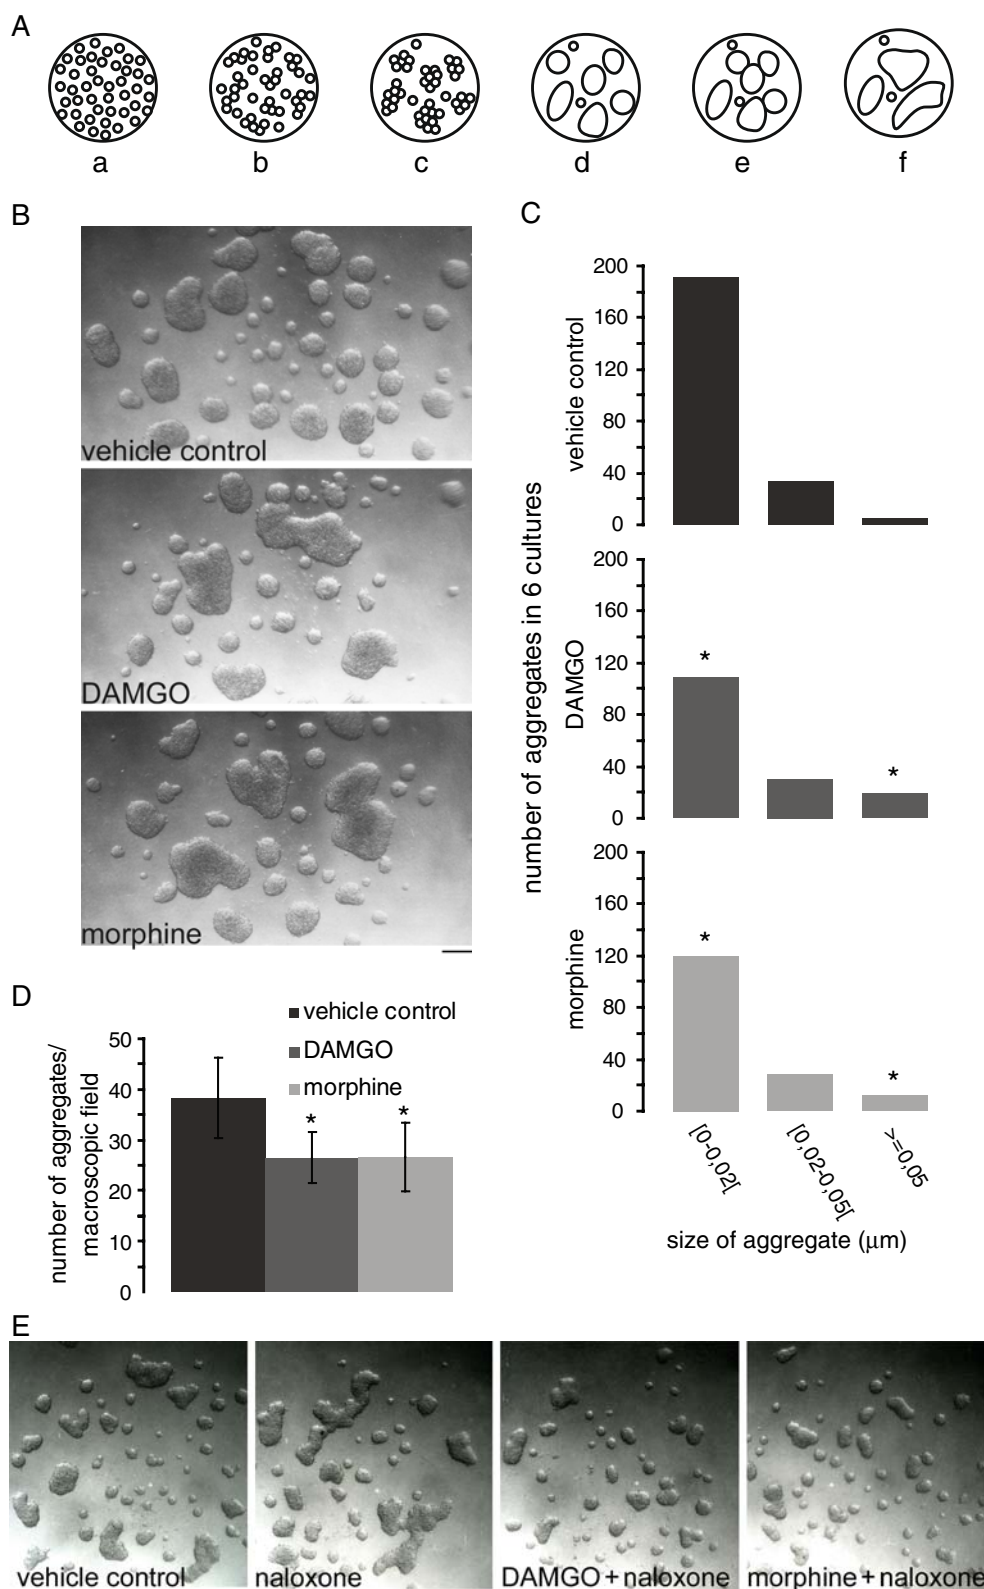 A
a b c d e f
B
vehicle control
DAMGO
morphine
C
number of aggregates in 6 cultures
vehicle control
200
160
120
80
40
0
DAMGO
200
160
120
80
40
0
*
*
morphine
200
160
120
80
40
0
*
*
[0-0,02[
[0,02-0,05[
>=0,05
size of aggregate (μm)
D
vehicle control
DAMGO
morphine
number of aggregates/
macroscopic field
50
40
30
20
10
0
*
*
E
vehicle control
naloxone
DAMGO + naloxone
morphine + naloxone